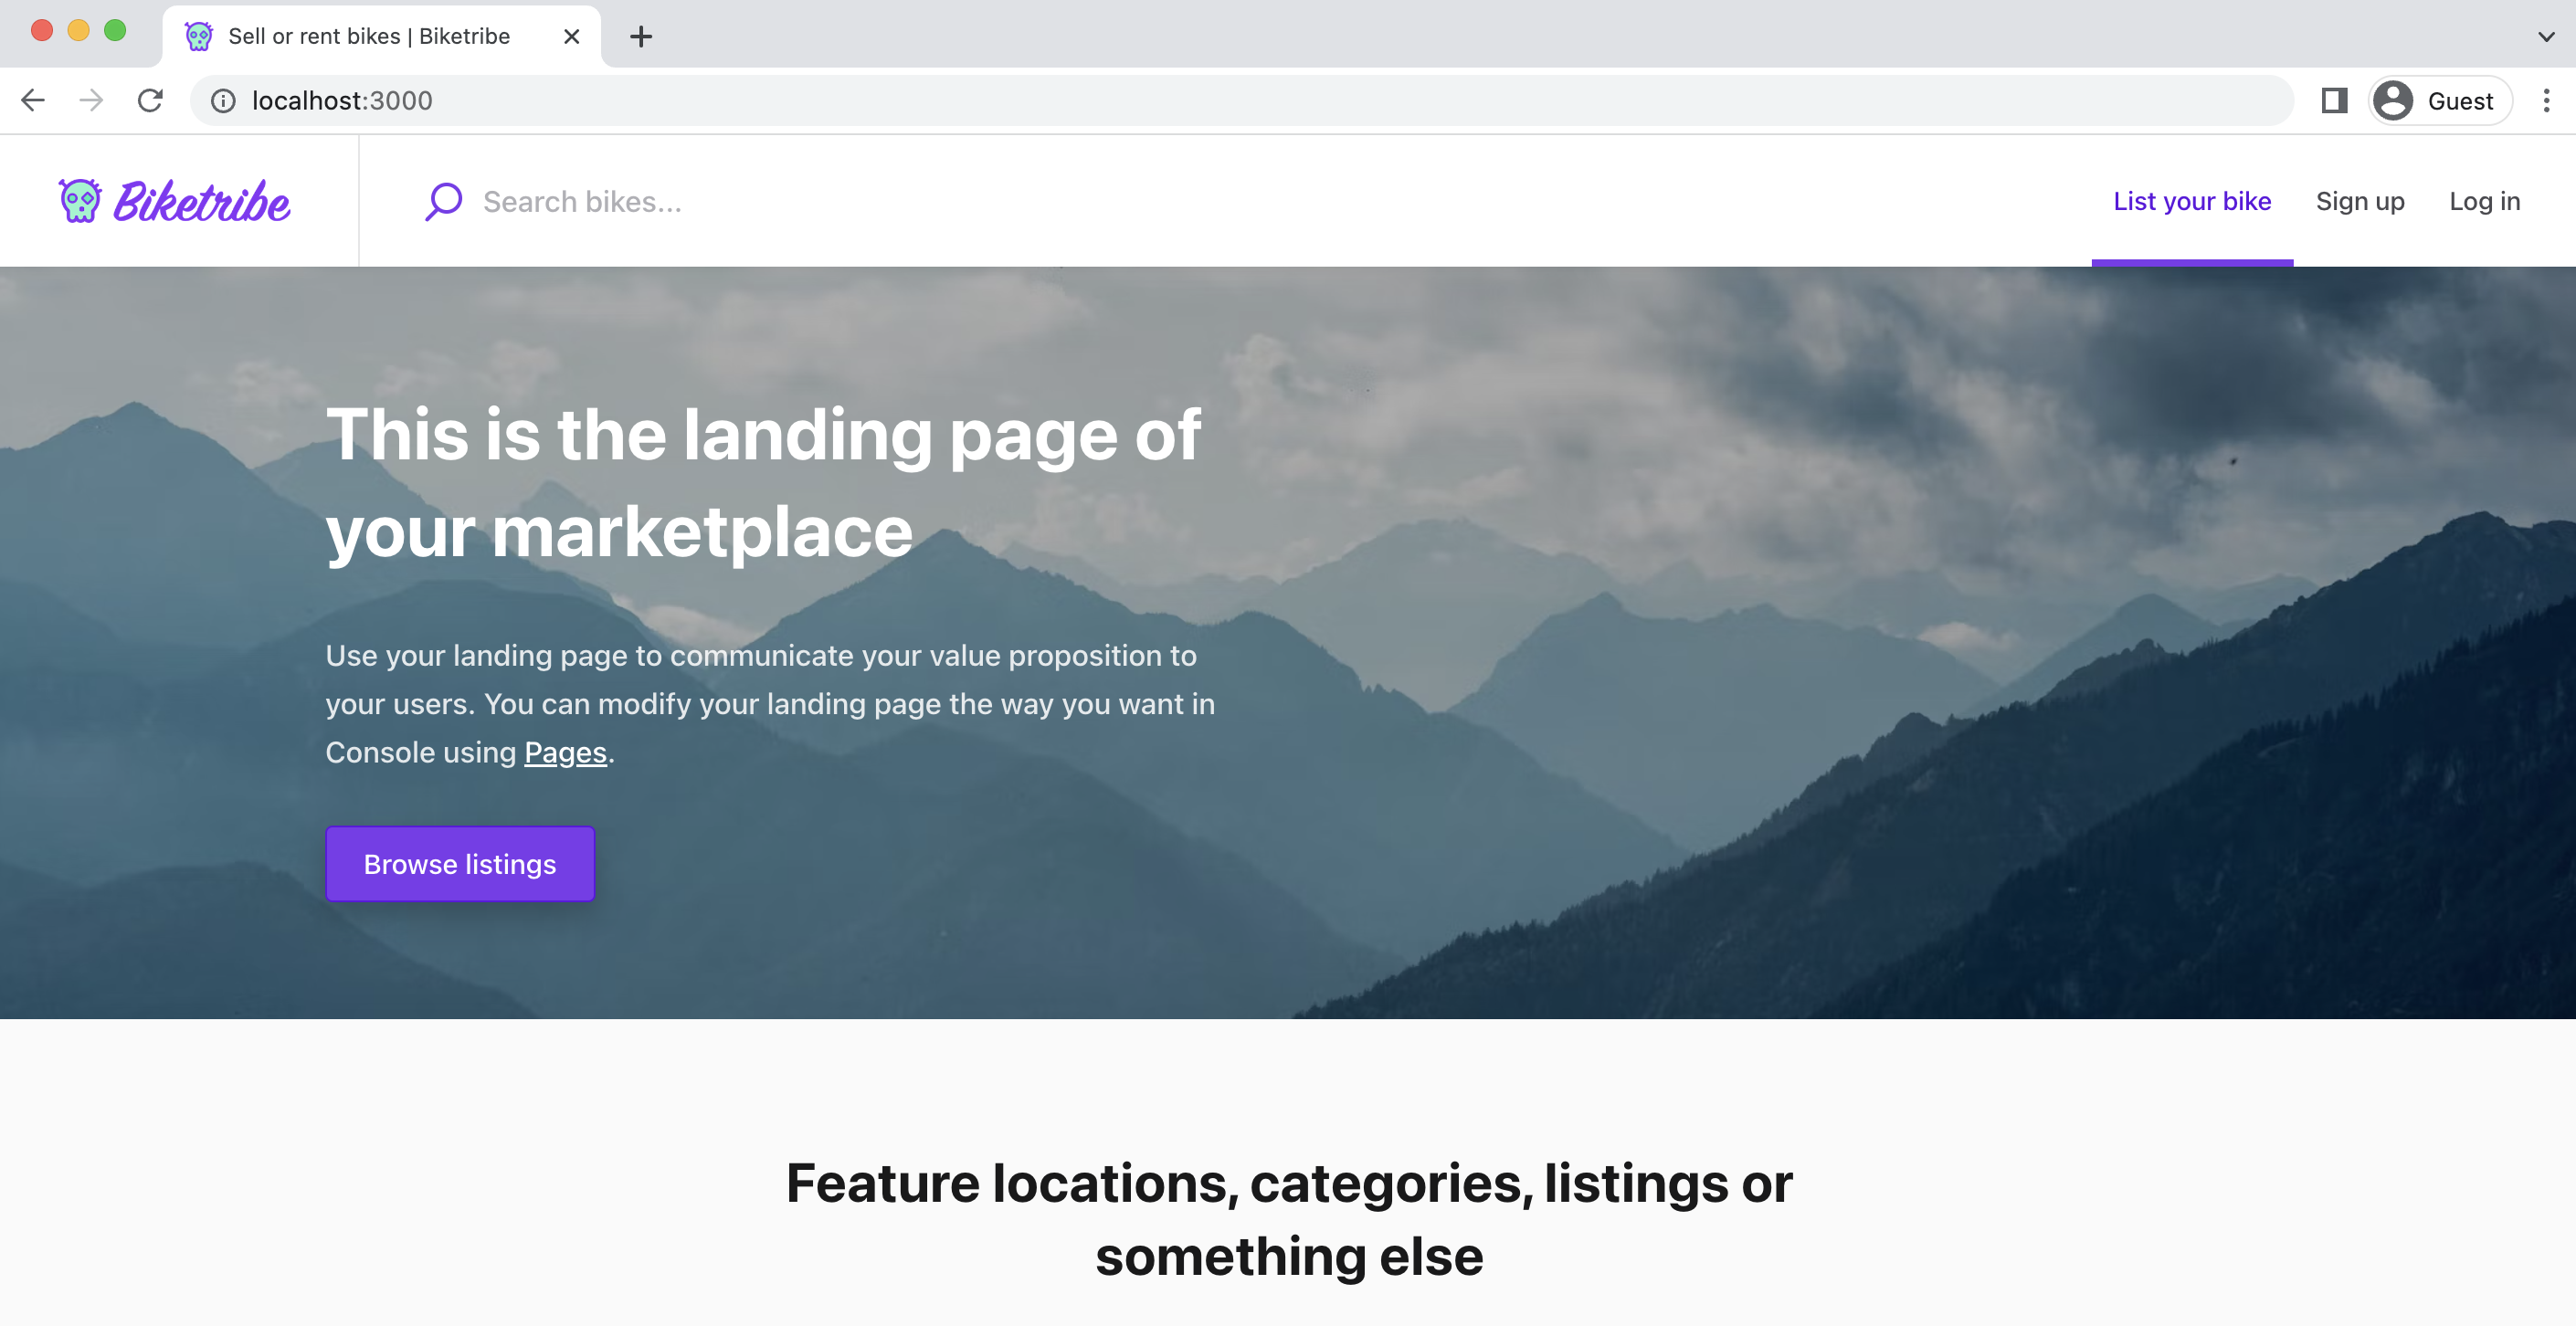 Sell or rent bikes | Biketribe
localhost:3000
Guest
Biketribe
Search bikes...
List your bike
Sign up
Log in
This is the landing page of
your marketplace
Use your landing page to communicate your value proposition to
your users. You can modify your landing page the way you want in
Console using Pages.
Browse listings
Feature locations, categories, listings or
something else